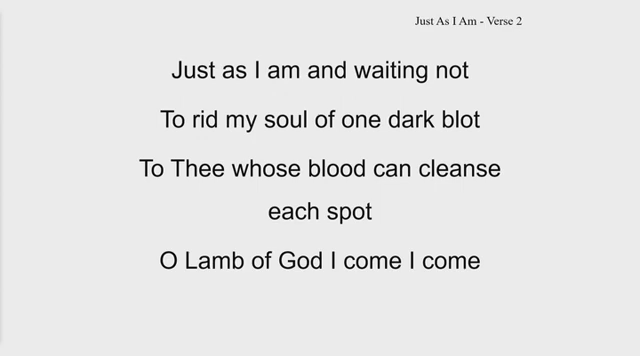 Just As I Am - Verse 2
Just as I am and waiting not
To rid my soul of one dark blot
To Thee whose blood can cleanse
each spot
O Lamb of God I come I come